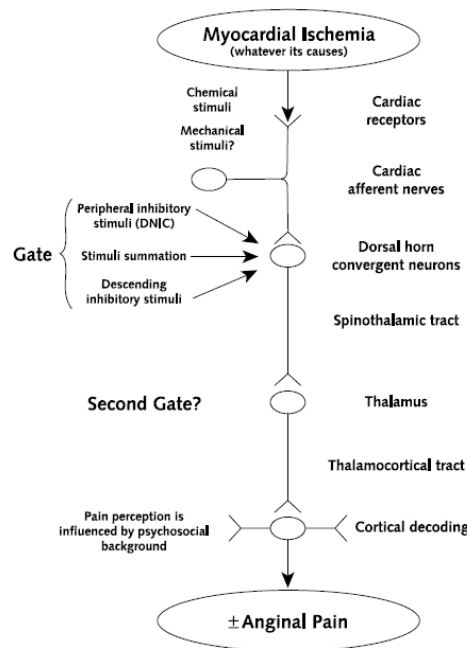 Myocardial Ischemia
(whatever its causes)
Chemical
stimuli
Cardiac
receptors
Mechanical
stimuli?
Cardiac
afferent nerves
Peripheral inhibitory
stimuli (DNIC)
Gate
Stimuli summation
Descending
inhibitory stimuli
Dorsal horn
convergent neurons
Spinothalamic tract
Second Gate?
Thalamus
Thalamocortical tract
Pain perception is
influenced by psychosocial
background
Cortical decoding
±Anginal Pain